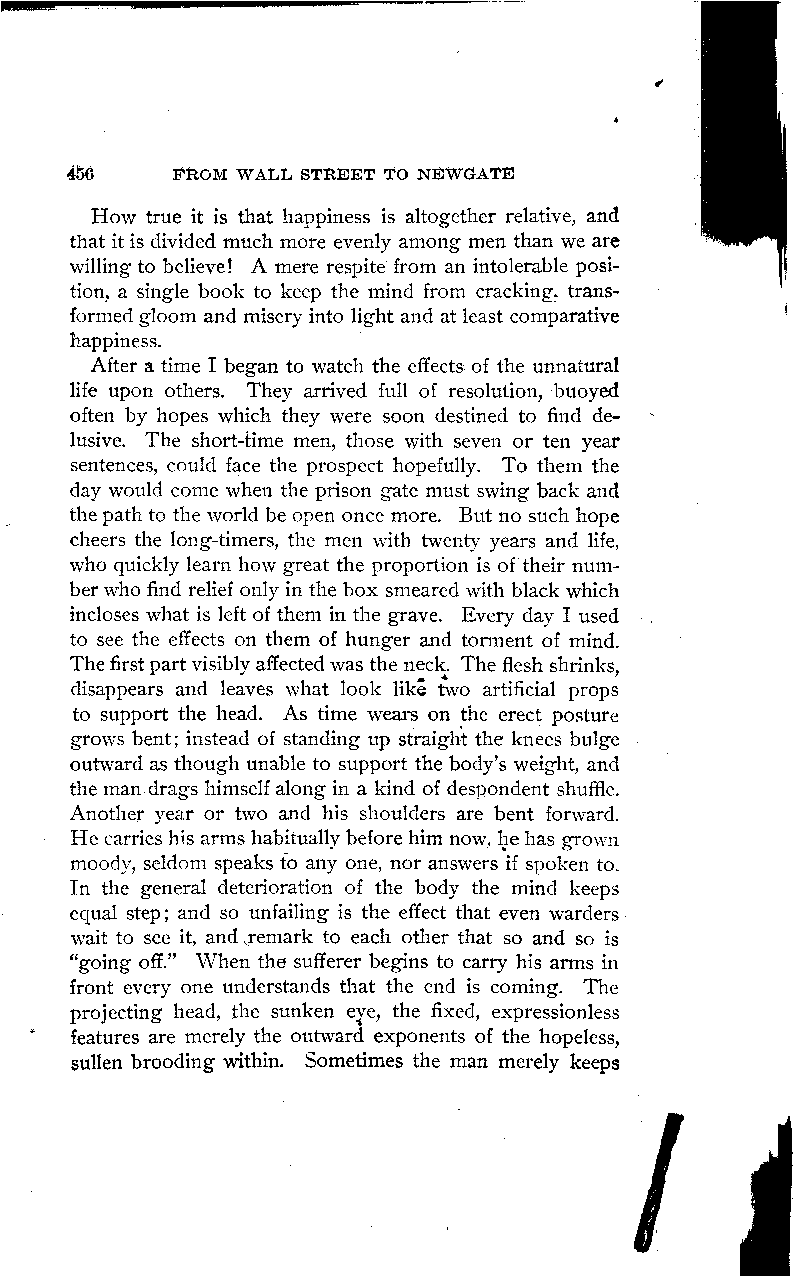 456 FROM WALL STREET TO NEWGATE
How true it is that happiness is altogether relative, and
that it is divided much more evenly among men than we are
willing to believe! A mere respite from an intolerable posi-
tion, a single book to keep the mind from cracking, trans-
formed gloom and misery into light and at least comparative
happiness.
After a time I began to watch the effects of the unnatural
life upon others. They arrived full of resolution, buoyed
often by hopes which they were soon destined to find de-
lusive. The short-time men, those with seven or ten year
sentences, could face the prospect hopefully. To them the
day would come when the prison gate must swing back and
the path to the world be open once more. But no such hope
cheers the long-timers, the men with twenty years and life,
who quickly learn how great the proportion is of their num-
ber who find relief only in the box smeared with black which
incloses what is left of them in the grave. Every day I used
to see the effects on them of hunger and torment of mind.
The first part visibly affected was the neck. The flesh shrinks,
disappears and leaves what look like two artificial props
to support the head. As time wears on the erect posture
grows bent; instead of standing up straight the knees bulge
outward as though unable to support the body's weight, and
the man drags himself along in a kind of despondent shuffle.
Another year or two and his shoulders are bent forward.
He carries his arms habitually before him now, he has grown
moody, seldom speaks to any one, nor answers if spoken to.
In the general deterioration of the body the mind keeps
equal step; and so unfailing is the effect that even warders
wait to see it, and remark to each other that so and so is
"going off." When the sufferer begins to carry his arms in
front every one understands that the end is coming. The
projecting head, the sunken eye, the fixed, expressionless
features are merely the outward exponents of the hopeless,
sullen brooding within. Sometimes the man merely keeps